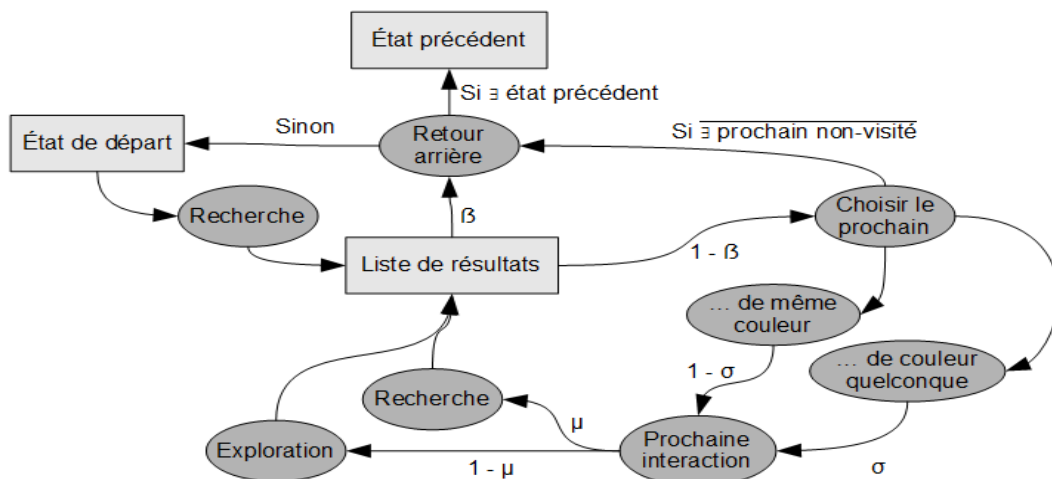 État précédent
Si ∃ état précédent
Sinon
Retour
arrière
Si ∃ prochain non-visité
État de départ
Recherche
ß
Choisir le
prochain
Liste de résultats
1 - ß
... de même
couleur
... de couleur
quelconque
1 - σ
Recherche
µ
Exploration
1 - µ
Prochaine
interaction
σ